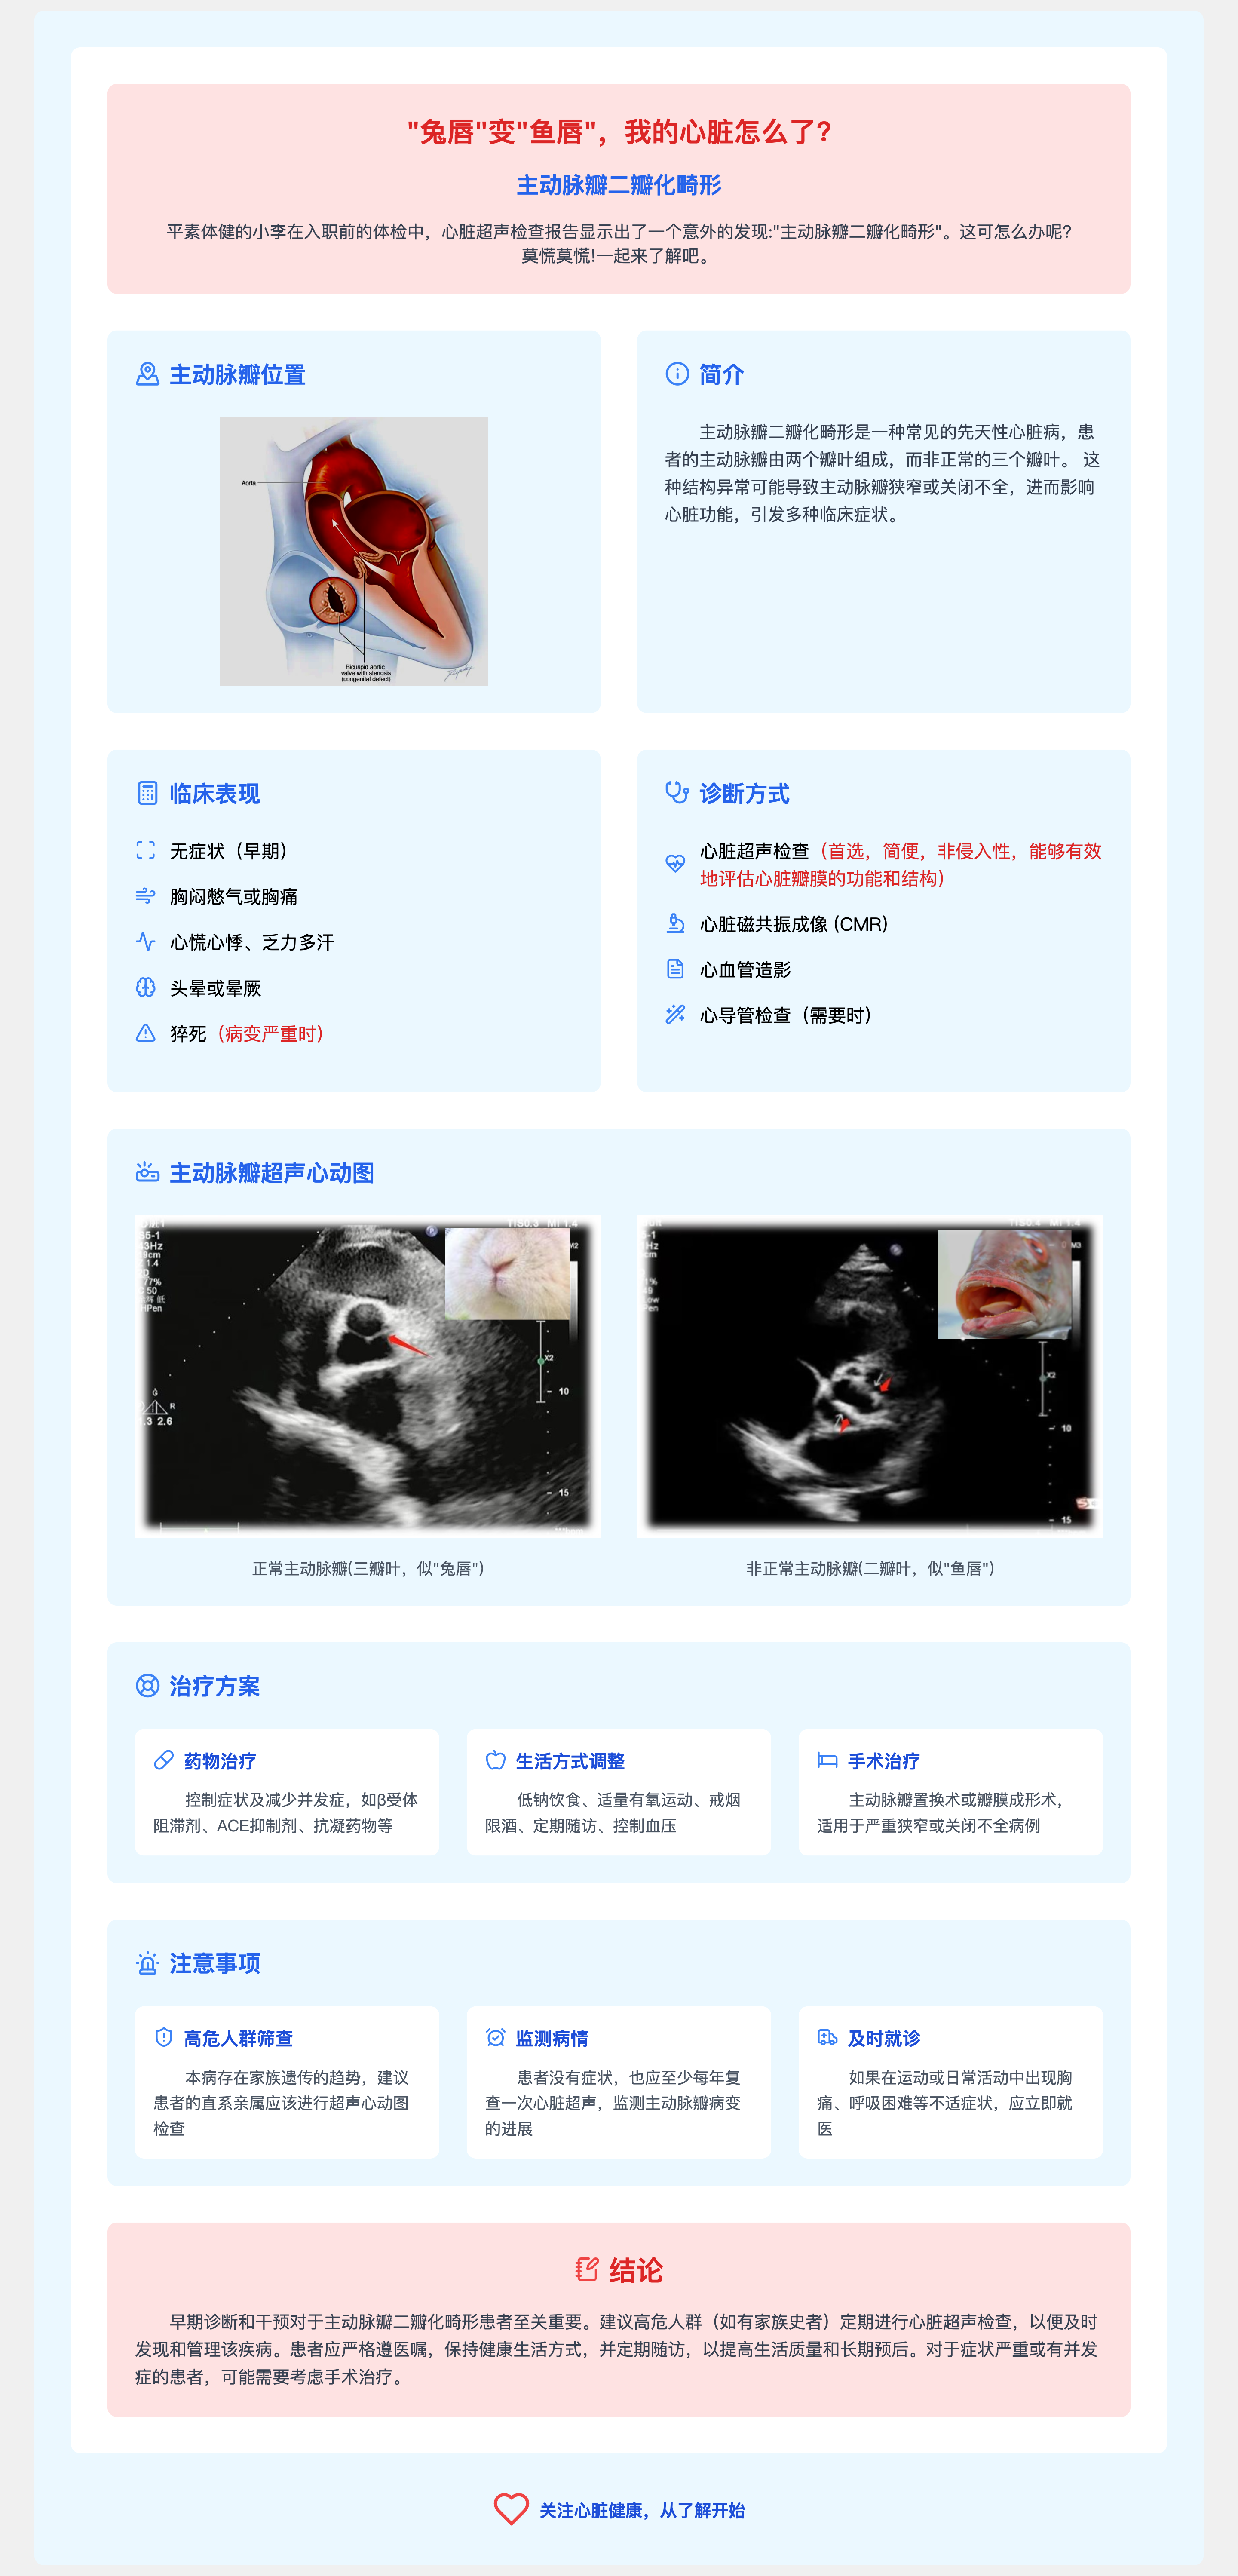 "兔唇"变"鱼唇"，我的心脏怎么了？
主动脉瓣二瓣化畸形
平素体健的小李在入职前的体检中，心脏超声检查报告显示出了一个意外的发现:"主动脉瓣二瓣化畸形"。这可怎么办呢？
莫慌莫慌!一起来了解吧。
主动脉瓣位置
Aorta
Bicuspid aortic
valve with stenosis
(congenital defect)
简介
主动脉瓣二瓣化畸形是一种常见的先天性心脏病，患
者的主动脉瓣由两个瓣叶组成，而非正常的三个瓣叶。 这
种结构异常可能导致主动脉瓣狭窄或关闭不全，进而影响
心脏功能，引发多种临床症状。
临床表现
无症状（早期）
胸闷憋气或胸痛
心慌心悸、乏力多汗
头晕或晕厥
猝死（病变严重时）
诊断方式
心脏超声检查（首选，简便，非侵入性，能够有效
地评估心脏瓣膜的功能和结构）
心脏磁共振成像 (CMR)
心血管造影
心导管检查（需要时）
主动脉瓣超声心动图
TIS0.3 MI 1.4
M2
X2
10
15
R
2.6
HPen
正常主动脉瓣(三瓣叶，似"兔唇")
M3
X2
10
15
非正常主动脉瓣(二瓣叶，似"鱼唇")
治疗方案
药物治疗
控制症状及减少并发症，如β受体
阻滞剂、ACE抑制剂、抗凝药物等
生活方式调整
低钠饮食、适量有氧运动、戒烟
限酒、定期随访、控制血压
手术治疗
主动脉瓣置换术或瓣膜成形术，
适用于严重狭窄或关闭不全病例
注意事项
高危人群筛查
本病存在家族遗传的趋势，建议
患者的直系亲属应该进行超声心动图
检查
监测病情
患者没有症状，也应至少每年复
查一次心脏超声，监测主动脉瓣病变
的进展
及时就诊
如果在运动或日常活动中出现胸
痛、呼吸困难等不适症状，应立即就
医
结论
早期诊断和干预对于主动脉瓣二瓣化畸形患者至关重要。建议高危人群（如有家族史者）定期进行心脏超声检查，以便及时
发现和管理该疾病。患者应严格遵医嘱，保持健康生活方式，并定期随访，以提高生活质量和长期预后。对于症状严重或有并发
症的患者，可能需要考虑手术治疗。
关注心脏健康，从了解开始